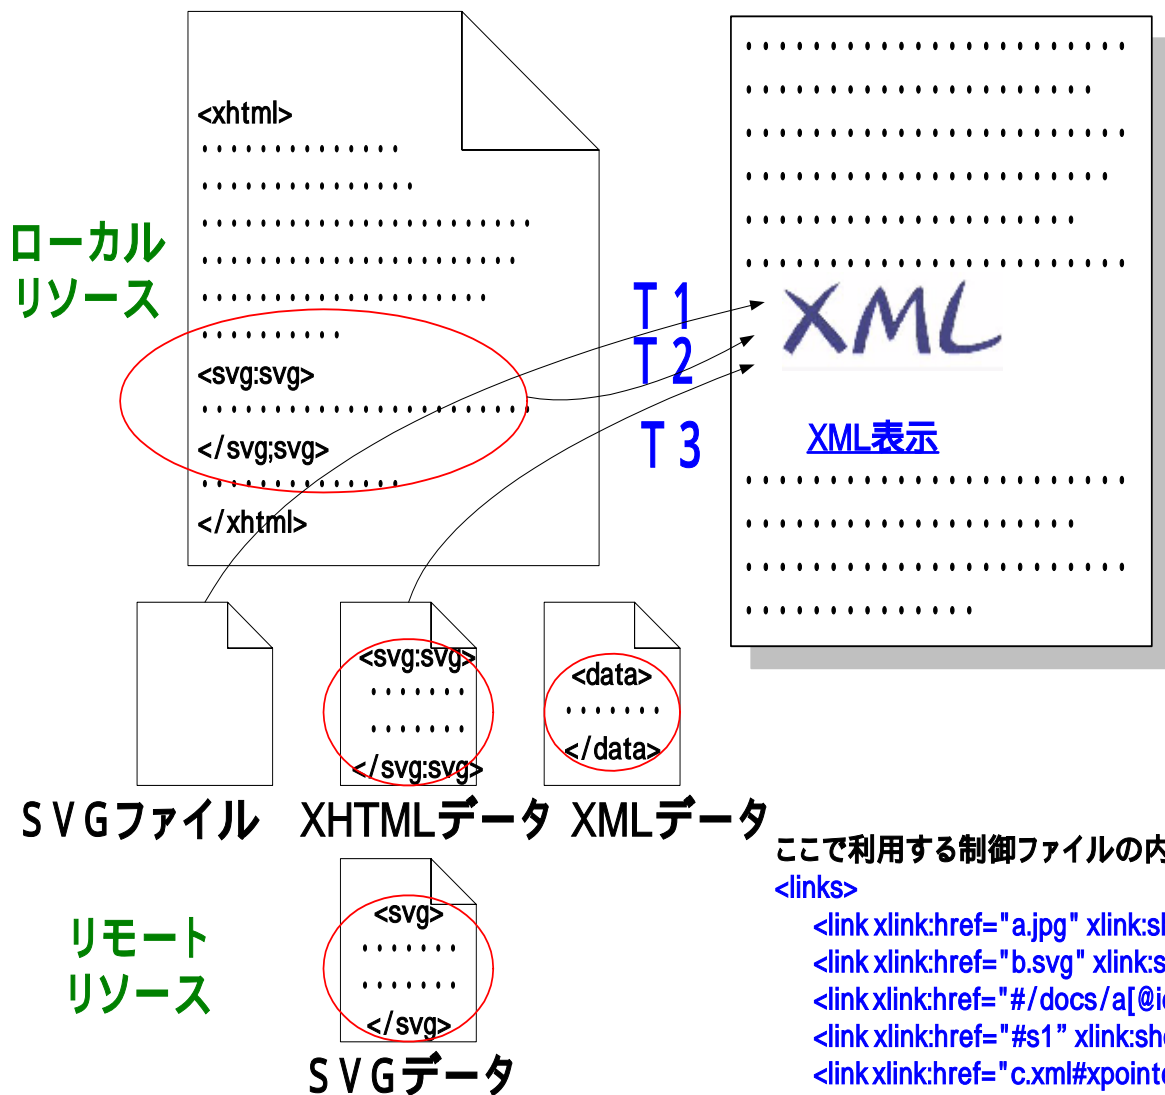 <xhtml>
ローカル
リソース
<svg:svg>
</svg;svg>
</xhtml>
T1
T2
T3
XML
XML表示
<svg:svg>
</svg:svg>
<data>
</data>
SVGファイル
XHTMLデータ
XMLデータ
リモート
リソース
<svg>
</svg>
SVGデータ
ここで利用する制御ファイルの内
<links>
<link xlink:href="a.jpg" xlink:s
<link xlink:href="b.svg" xlink:s
<link xlink:href="#/docs/a[@i
<link xlink:href="#s1” xlink:sh
<link xlink:href="c.xml#xpoint